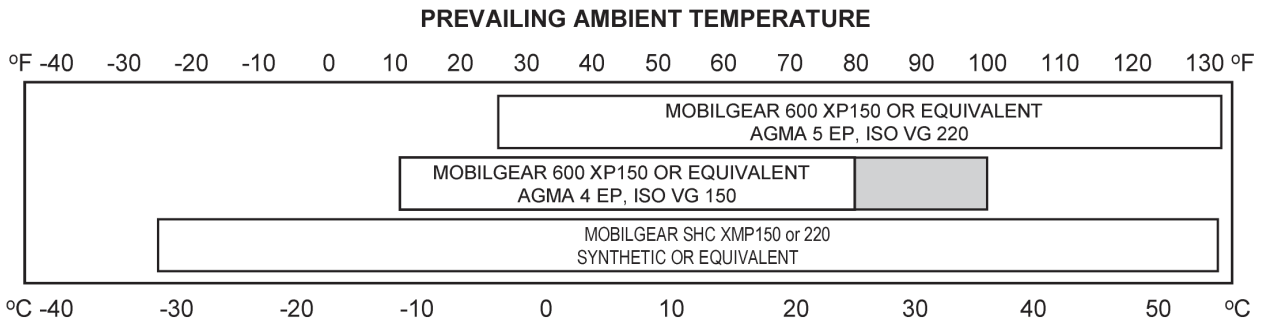 PREVAILING AMBIENT TEMPERATURE
ºF -40 -30 -20 -10 0 10 20 30 40 50 60 70 80 90 100 110 120 130 ºF
MOBILGEAR 600 XP150 OR EQUIVALENT
AGMA 5 EP, ISO VG 220
MOBILGEAR 600 XP150 OR EQUIVALENT
AGMA 4 EP, ISO VG 150
MOBILGEAR SHC XMP150 or 220
SYNTHETIC OR EQUIVALENT
ºC -40 -30 -20 -10 0 10 20 30 40 50 ºC